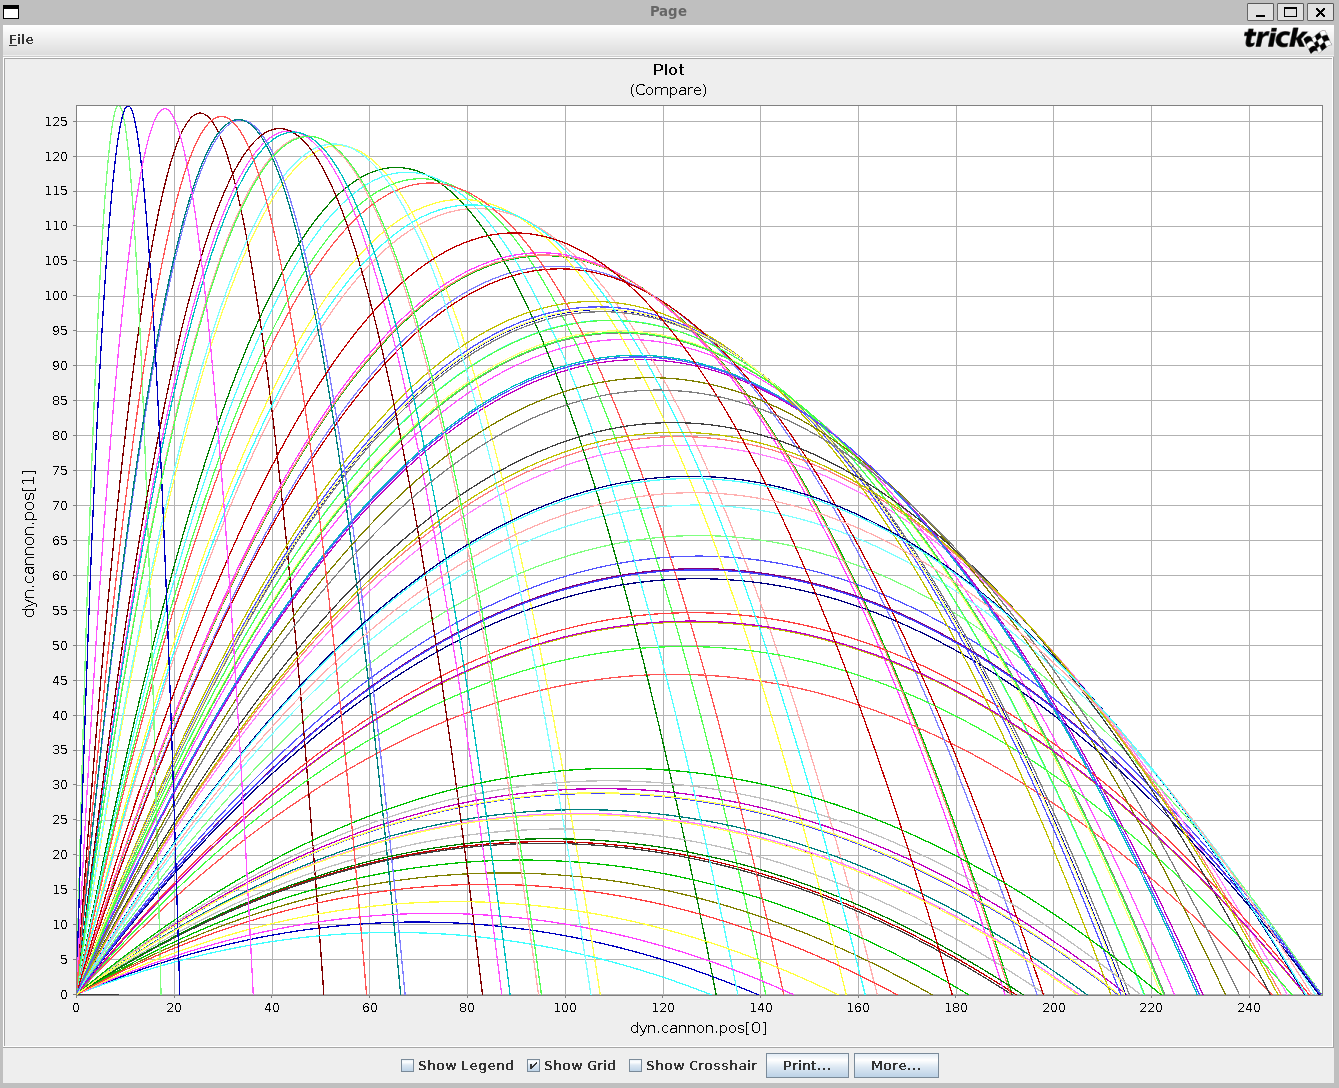 Page
File
trick
Plot
(Compare)
125
120
115
110
105
100
95
90
85
80
75
70
65
60
55
50
45
40
35
30
25
20
15
10
5
0
dyn.cannon.pos[1]
0 20 40 60 80 100 120 140 160 180 200 220 240
dyn.cannon.pos[0]
Show Legend Show Grid Show Crosshair Print... More...